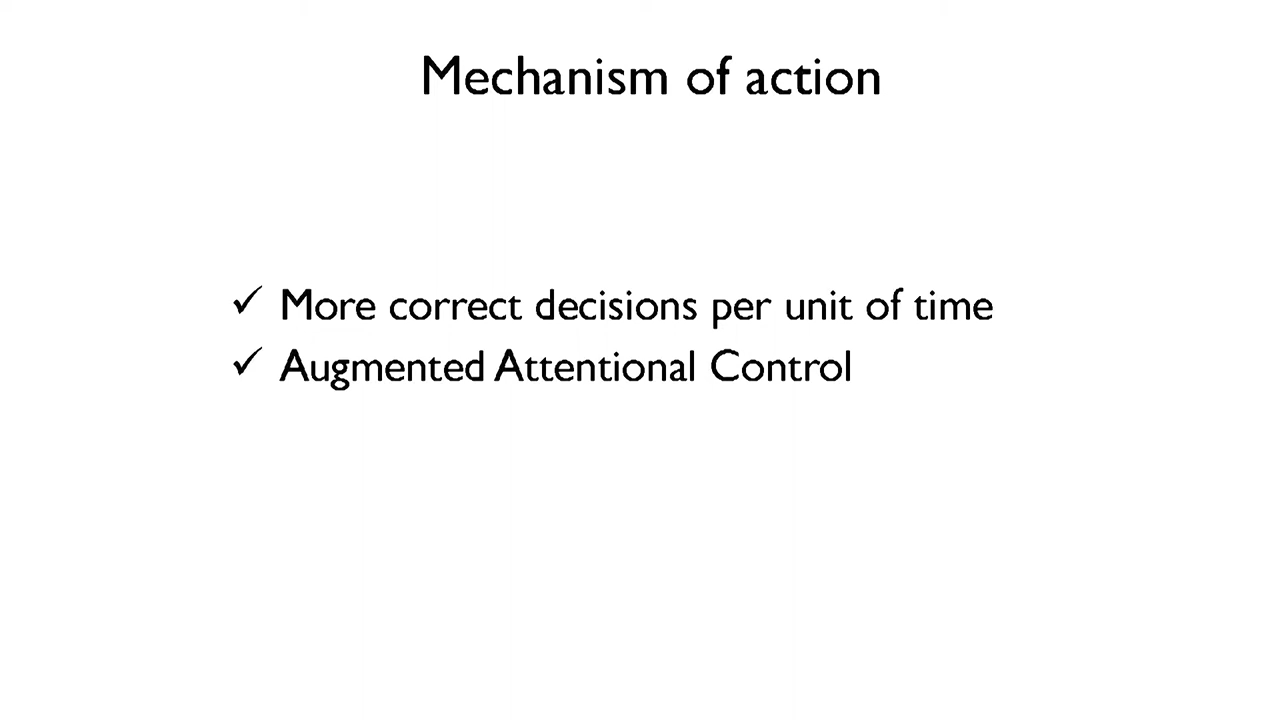 Mechanism of action
✓ More correct decisions per unit of time
✓ Augmented Attentional Control